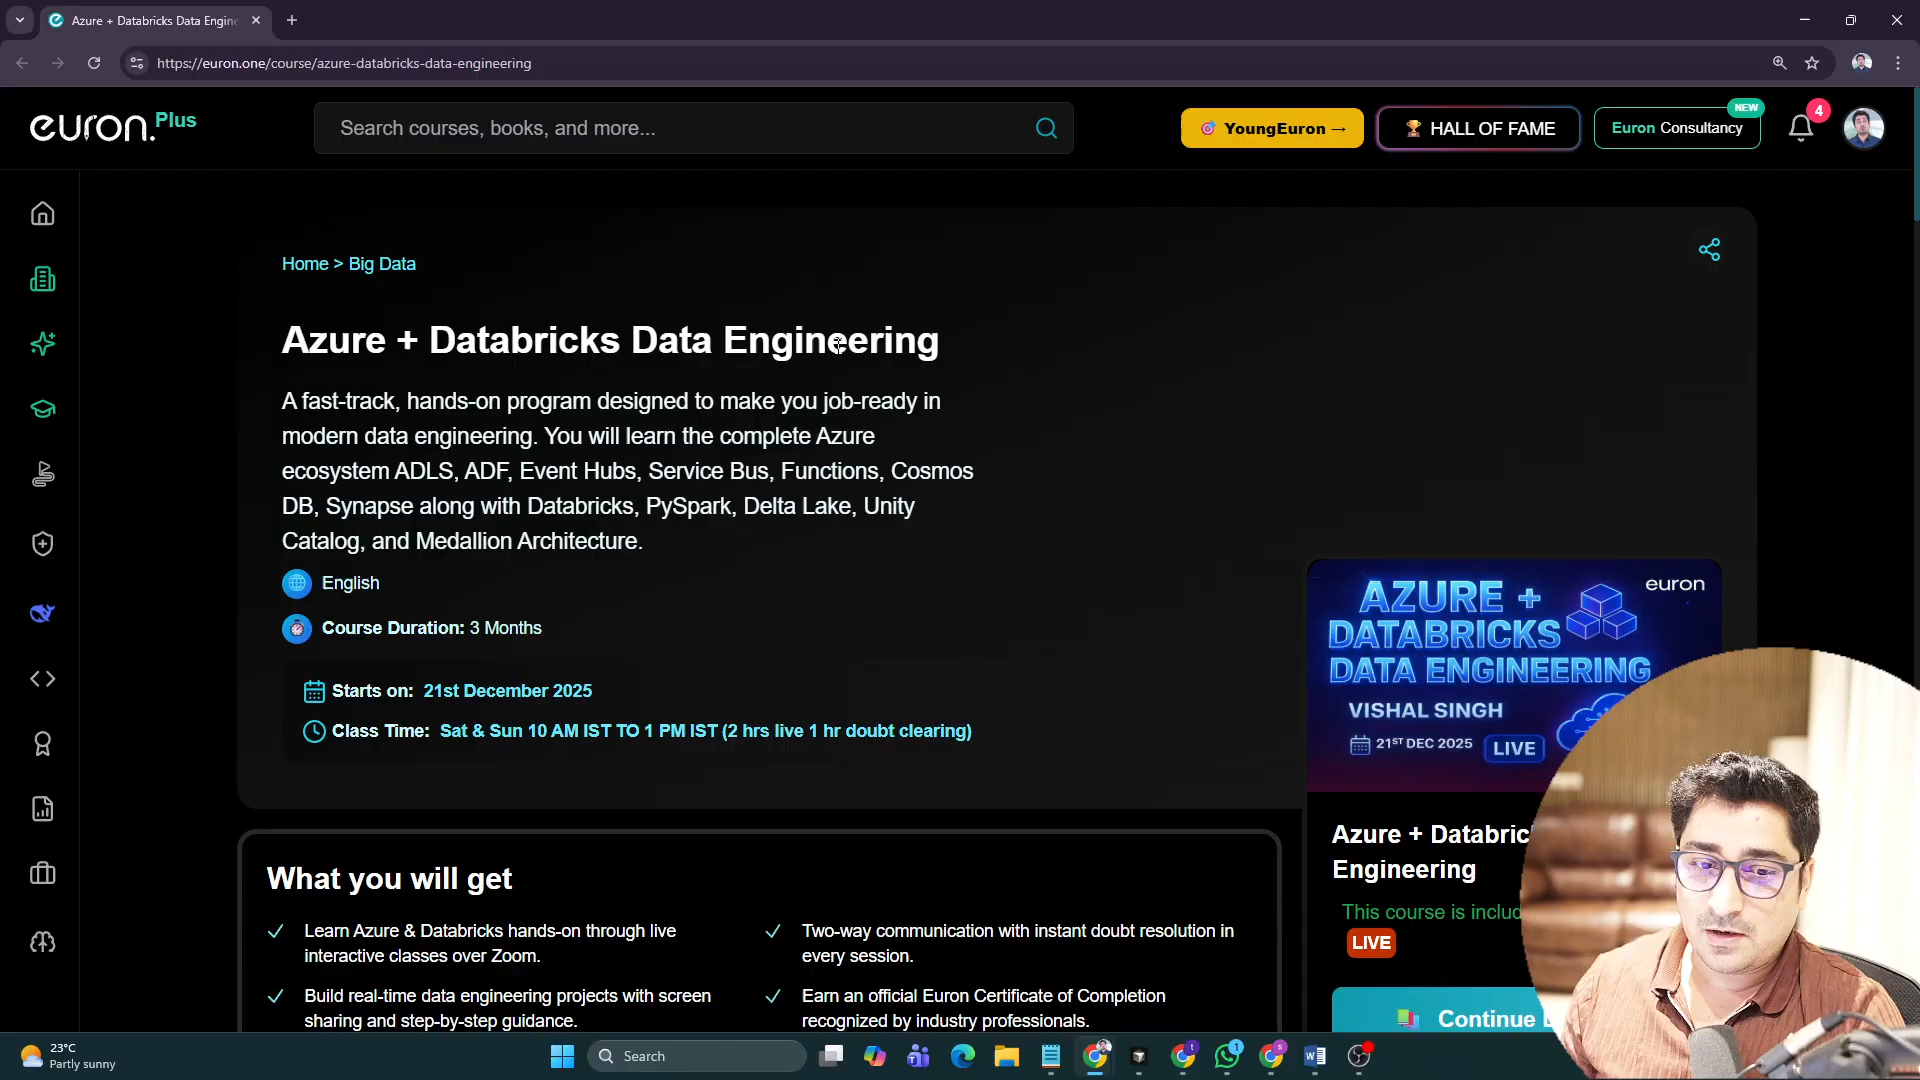 Azure + Databricks Data Engine
https://euron.one/course/azure-databricks-data-engineering
euron.Plus
Search courses, books, and more...
YoungEuron →
HALL OF FAME
Euron Consultancy
NEW
4
Home > Big Data
Azure + Databricks Data Engineering
A fast-track, hands-on program designed to make you job-ready in
modern data engineering. You will learn the complete Azure
ecosystem ADLS, ADF, Event Hubs, Service Bus, Functions, Cosmos
DB, Synapse along with Databricks, PySpark, Delta Lake, Unity
Catalog, and Medallion Architecture.
English
Course Duration: 3 Months
Starts on: 21st December 2025
Class Time: Sat & Sun 10 AM IST TO 1 PM IST (2 hrs live 1 hr doubt clearing)
euron
AZURE +
DATABRICKS
DATA ENGINEERING
VISHAL SINGH
21ST DEC 2025 LIVE
Azure + Databric
Engineering
This course is includ
LIVE
Continue
What you will get
Learn Azure & Databricks hands-on through live
interactive classes over Zoom.
Two-way communication with instant doubt resolution in
every session.
Build real-time data engineering projects with screen
sharing and step-by-step guidance.
Earn an official Euron Certificate of Completion
recognized by industry professionals.
23°C
Partly sunny
Search
1